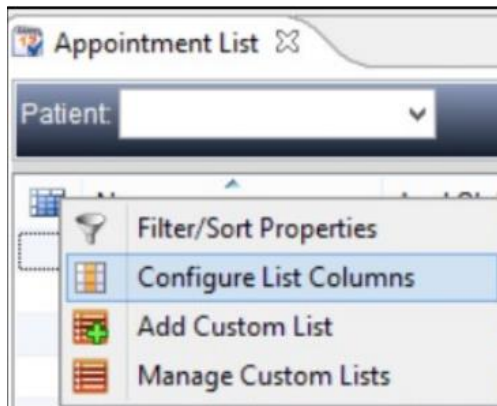 Appointment List
Patient:
Filter/Sort Properties
Configure List Columns
Add Custom List
Manage Custom Lists